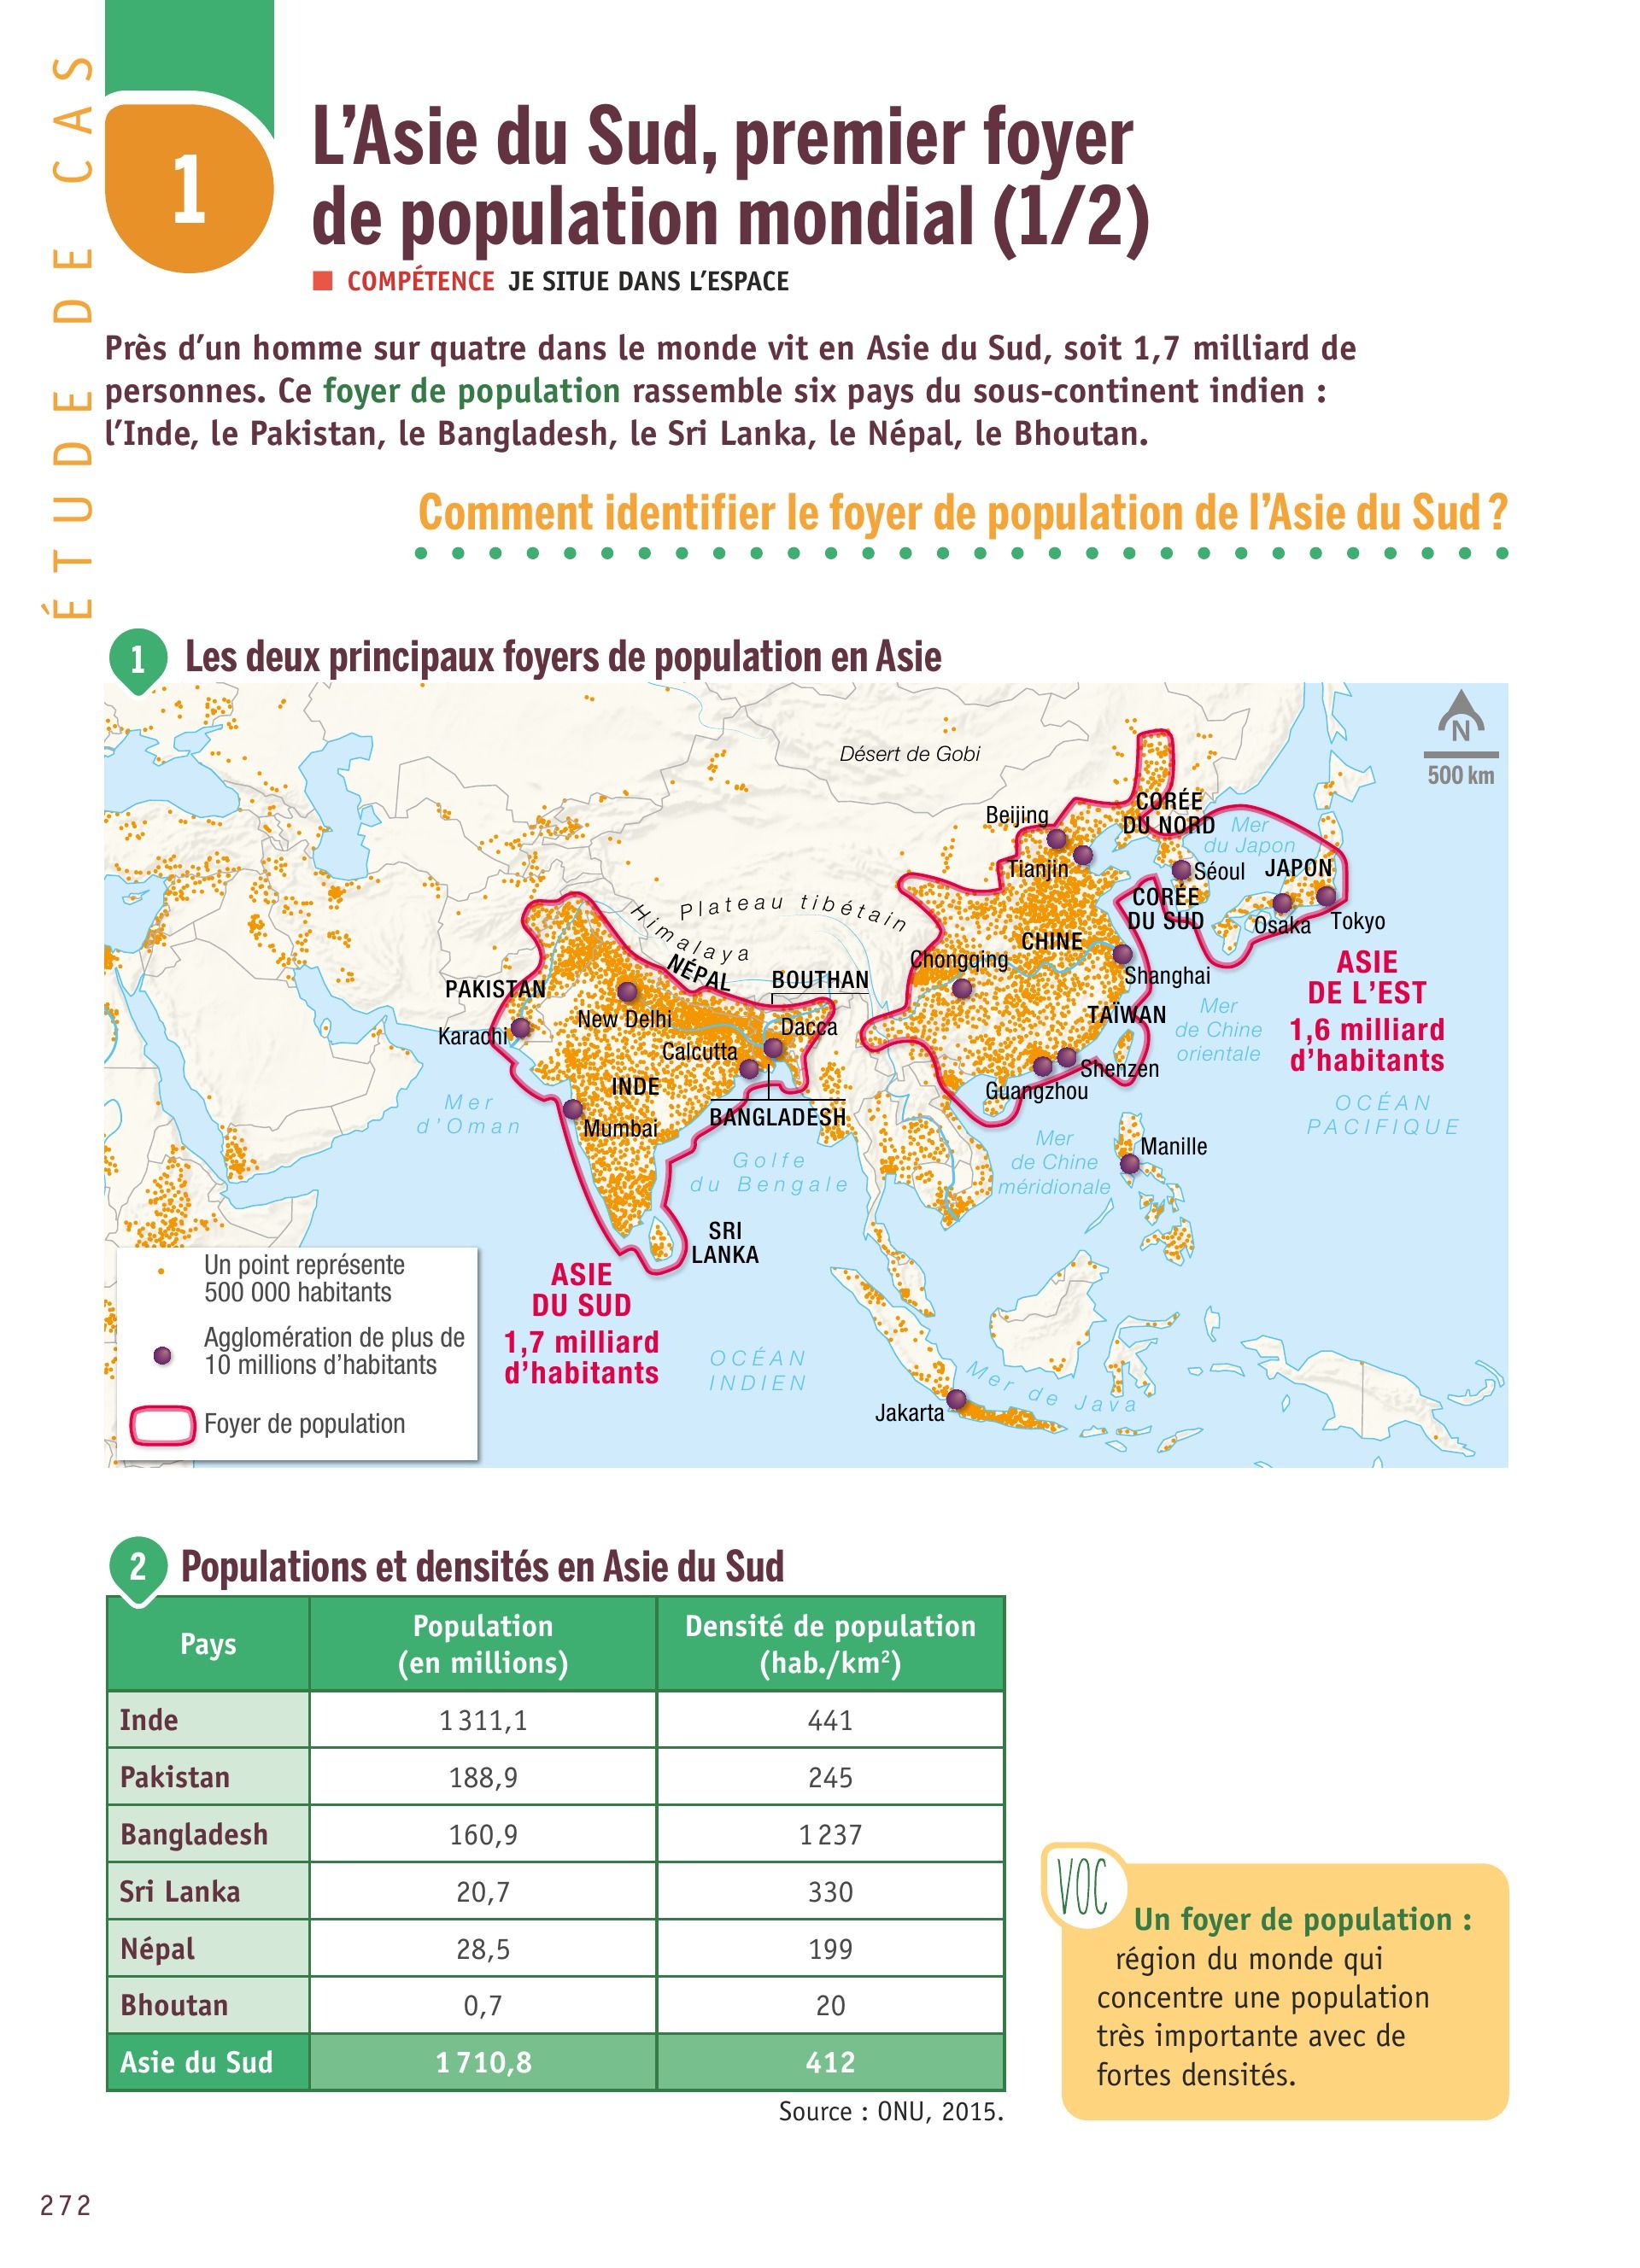 ÉTUDE DE CAS
1
L’Asie du Sud, premier foyer
de population mondial (1/2)
COMPÉTENCE JE SITUE DANS L’ESPACE
Près d’un homme sur quatre dans le monde vit en Asie du Sud, soit 1,7 milliard de
personnes. Ce foyer de population rassemble six pays du sous-continent indien :
l’Inde, le Pakistan, le Bangladesh, le Sri Lanka, le Népal, le Bhoutan.
Comment identifier le foyer de population de l’Asie du Sud ?
1 Les deux principaux foyers de population en Asie
N
500 km
Désert de Gobi
Beijing
CORÉE
DU NORD
Mer
du Japon
Tianjin
Séoul
JAPON
CORÉE
DU SUD
Osaka
Tokyo
Plateau tibétain
Himalaya
CHINE
Chongqing
Shanghai
NÉPAL
BOUTHAN
PAKISTAN
ASIE
DE L’EST
1,6 milliard
d’habitants
New Delhi
Karachi
Dacca
Calcutta
TAÏWAN
Mer
de Chine
orientale
INDE
Shenzen
Guangzhou
BANGLADESH
Mumbai
Mer
d’Oman
OCÉAN
PACIFIQUE
Golfe
du Bengale
Mer
de Chine
méridionale
Manille
SRI
LANKA
ASIE
DU SUD
1,7 milliard
d’habitants
OCÉAN
INDIEN
Mer de Java
Jakarta
Un point représente
500 000 habitants
Agglomération de plus de
10 millions d’habitants
Foyer de population
2 Populations et densités en Asie du Sud
Pays Population (en millions) Densité de population (hab./km²)
Inde 1 311,1 441
Pakistan 188,9 245
Bangladesh 160,9 1 237
Sri Lanka 20,7 330
Népal 28,5 199
Bhoutan 0,7 20
Asie du Sud 1 710,8 412
Source : ONU, 2015.
VOC
Un foyer de population :
région du monde qui
concentre une population
très importante avec de
fortes densités.
272